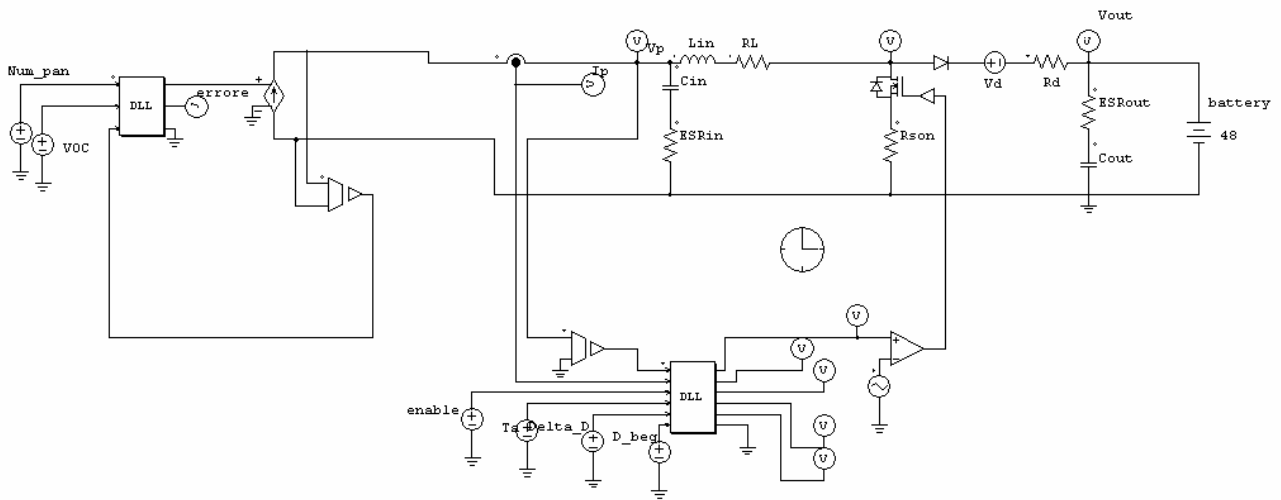 Vout
Lin
RL
Vp
Num_pan
Ip
Cin
Vd
Rd
DLL
errore
ESRout
battery
VOC
ESRin
Rson
48
Cout
DLL
enable
Ta
Delta_D
D_beg
V
V
V
V
V
V
V
V
V
V